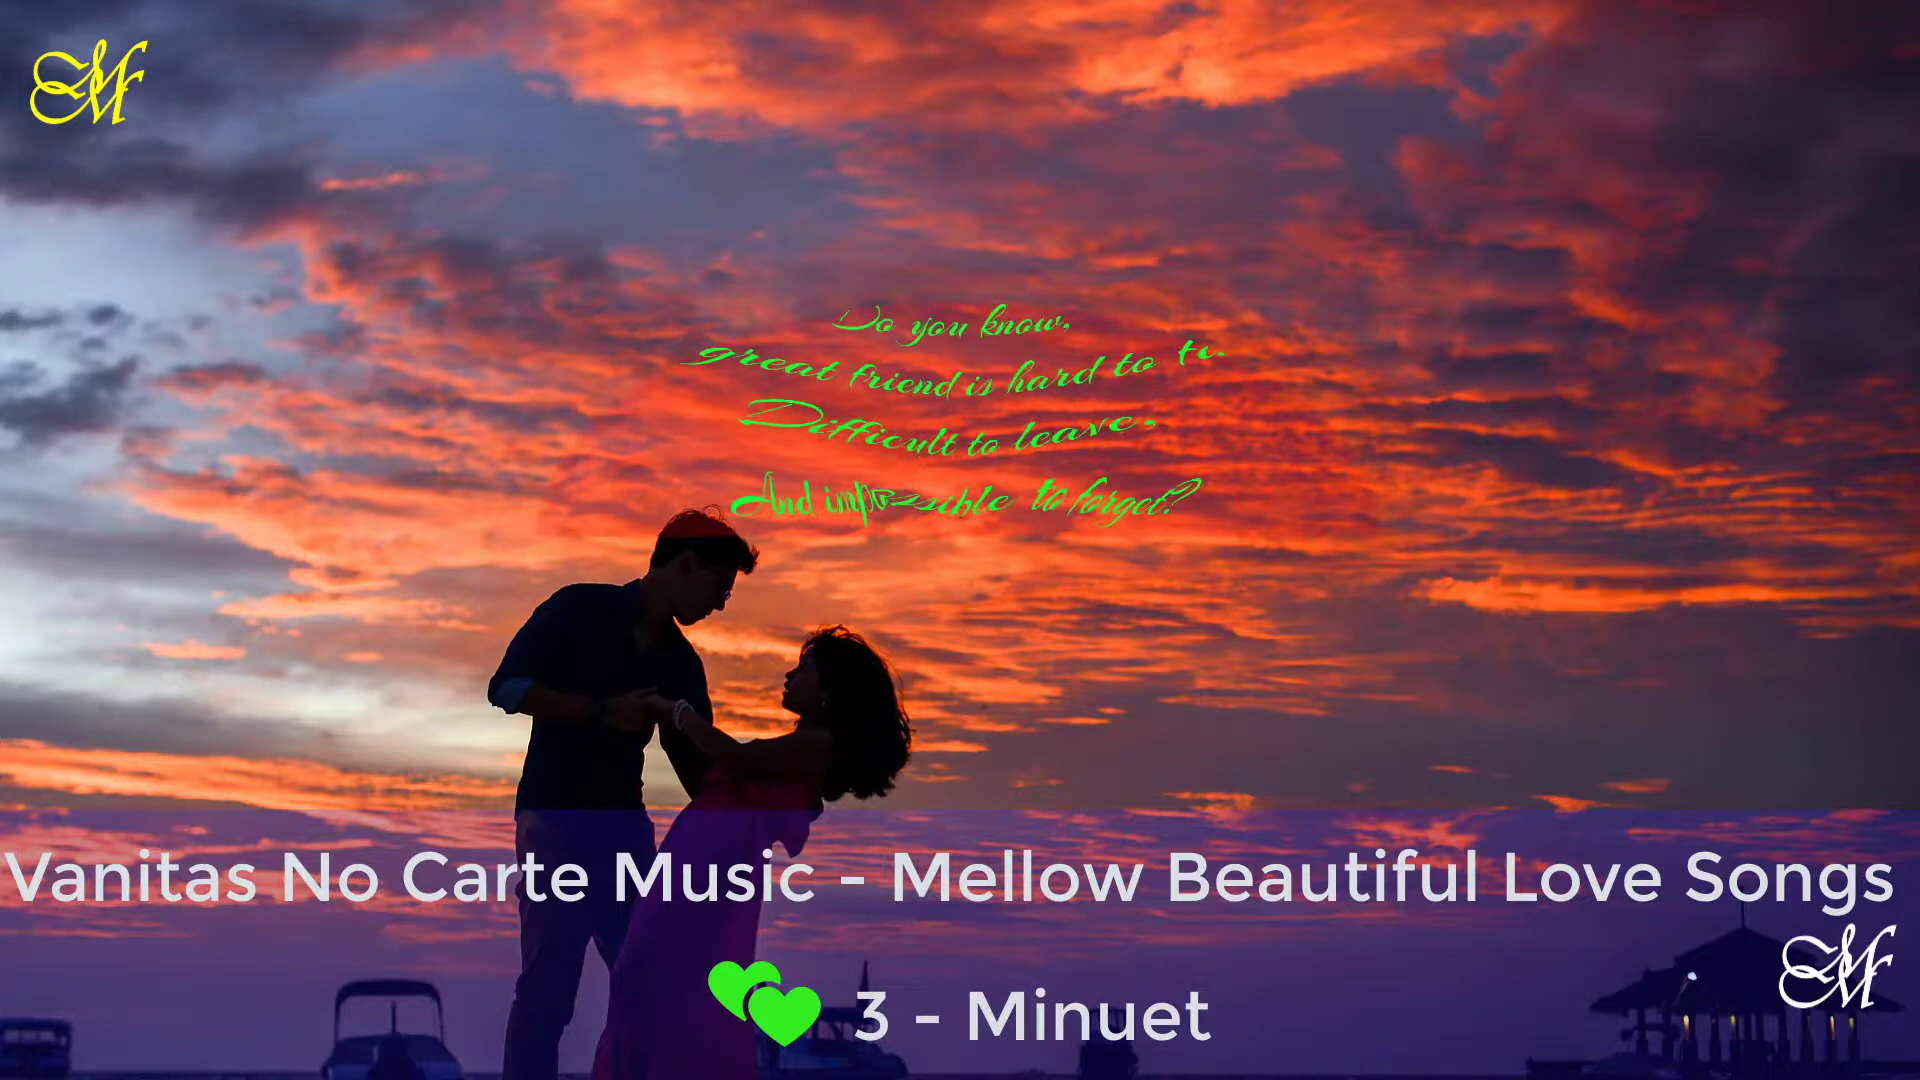 M
Do you know,
great friend is hard to
Difficult to leave,
And impossible to forget?
Vanitas No Carte Music - Mellow Beautiful Love Songs
3 - Minuet
M